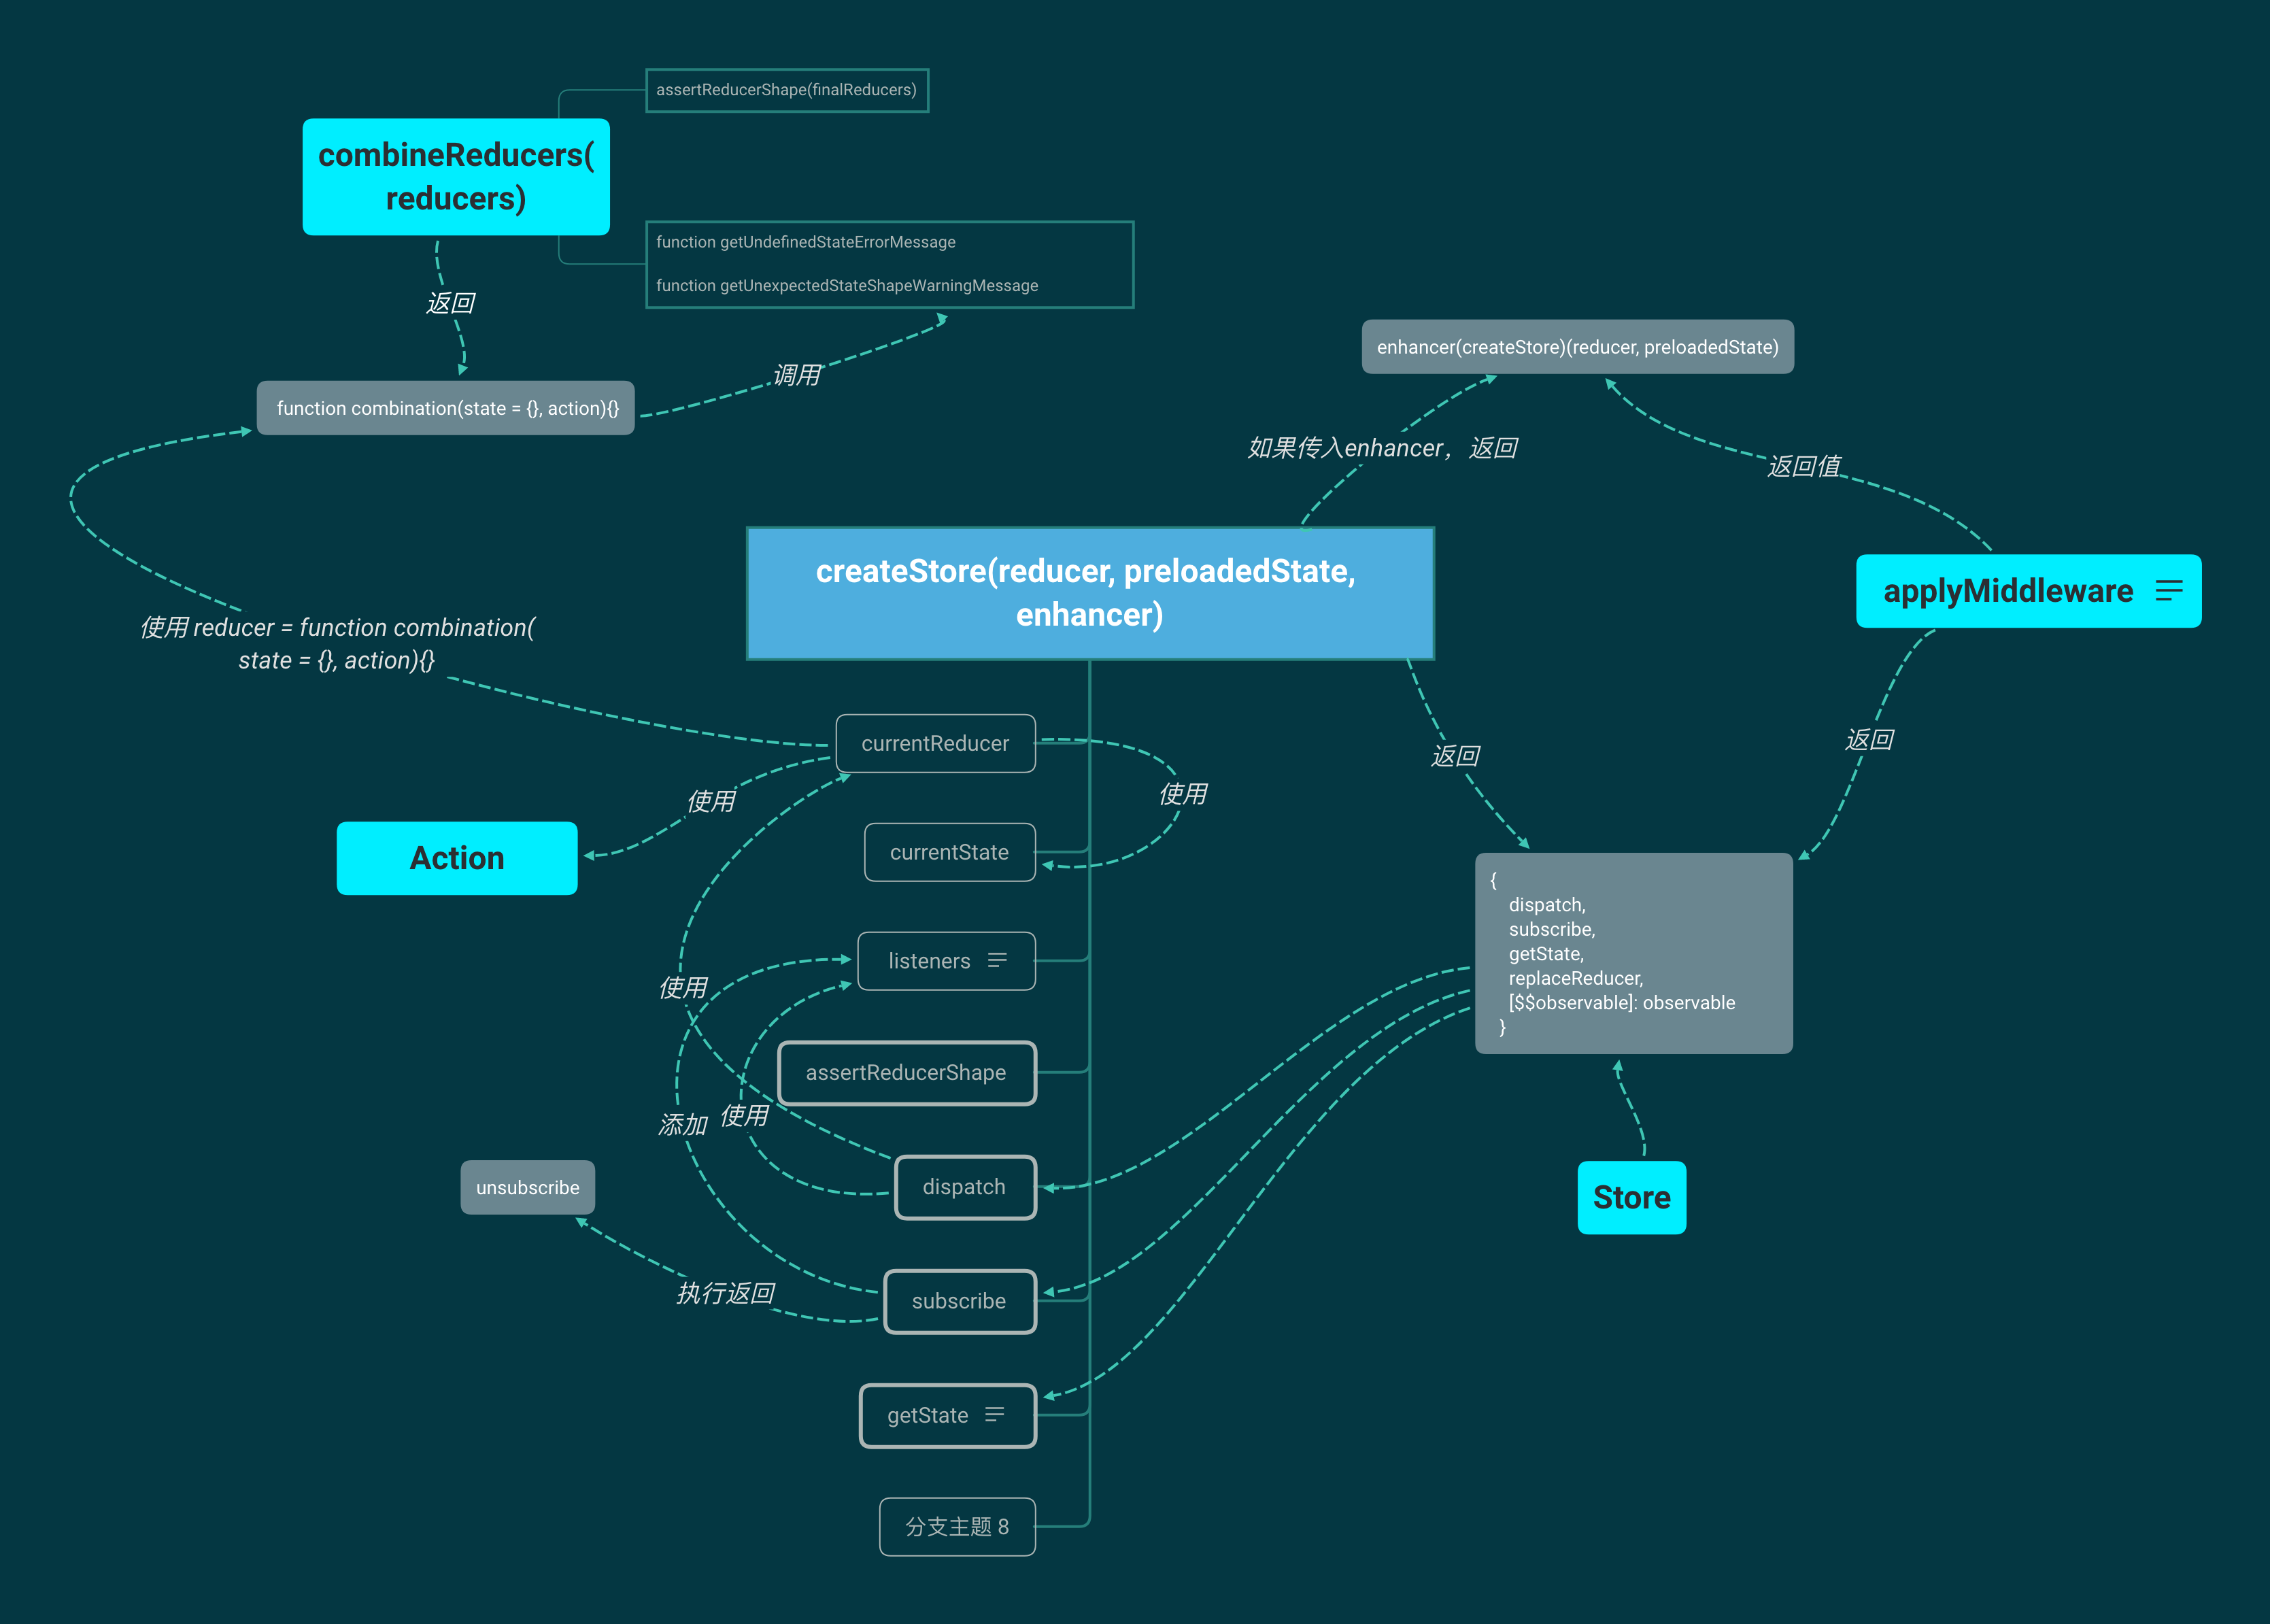 assertReducerShape(finalReducers)
combineReducers(
reducers)
function getUndefinedStateErrorMessage
function getUnexpectedStateShapeWarningMessage
返回
调用
function combination(state = {}, action){}
enhancer(createStore)(reducer, preloadedState)
如果传入enhancer，返回
返回值
createStore(reducer, preloadedState,
enhancer)
applyMiddleware
使用 reducer = function combination(
state = {}, action){}
currentReducer
返回
返回
使用
使用
Action
currentState
{
dispatch,
subscribe,
getState,
replaceReducer,
[$$observable]: observable
}
listeners
使用
assertReducerShape
添加
使用
unsubscribe
dispatch
Store
执行返回
subscribe
getState
分支主题 8